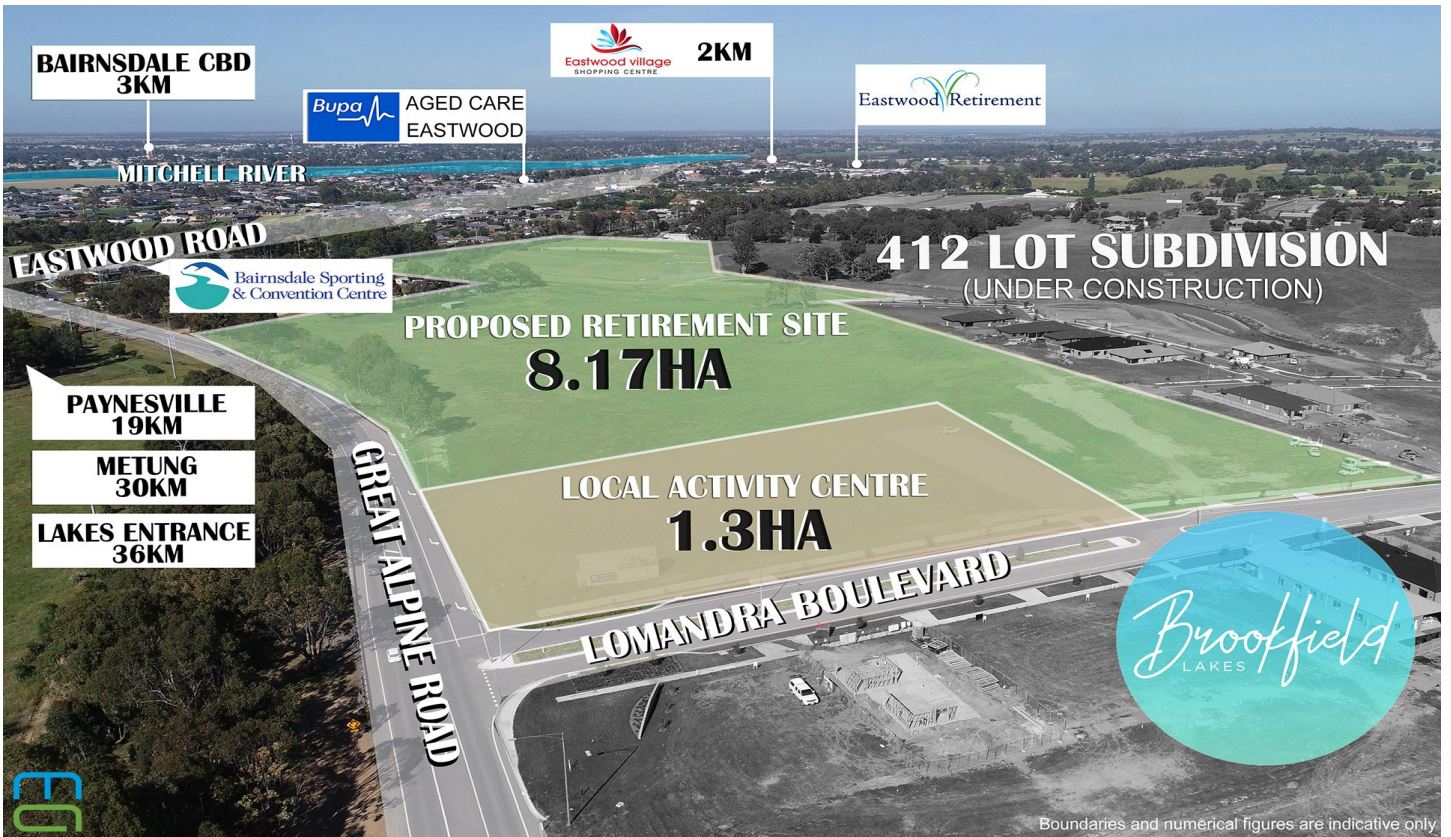 BAIRNSDALE CBD
3KM
Bupa
AGED CARE
EASTWOOD
Eastwood village
SHOPPING CENTRE
2KM
Eastwood Retirement
MITCHELL RIVER
EASTWOOD ROAD
Bairnsdale Sporting
& Convention Centre
412 LOT SUBDIVISION
(UNDER CONSTRUCTION)
PROPOSED RETIREMENT SITE
8.17HA
PAYNESVILLE
19KM
METUNG
30KM
LAKES ENTRANCE
36KM
GREAT ALPINE ROAD
LOCAL ACTIVITY CENTRE
1.3HA
LOMANDRA BOULEVARD
Brookfield
LAKES
Boundaries and numerical figures are indicative only